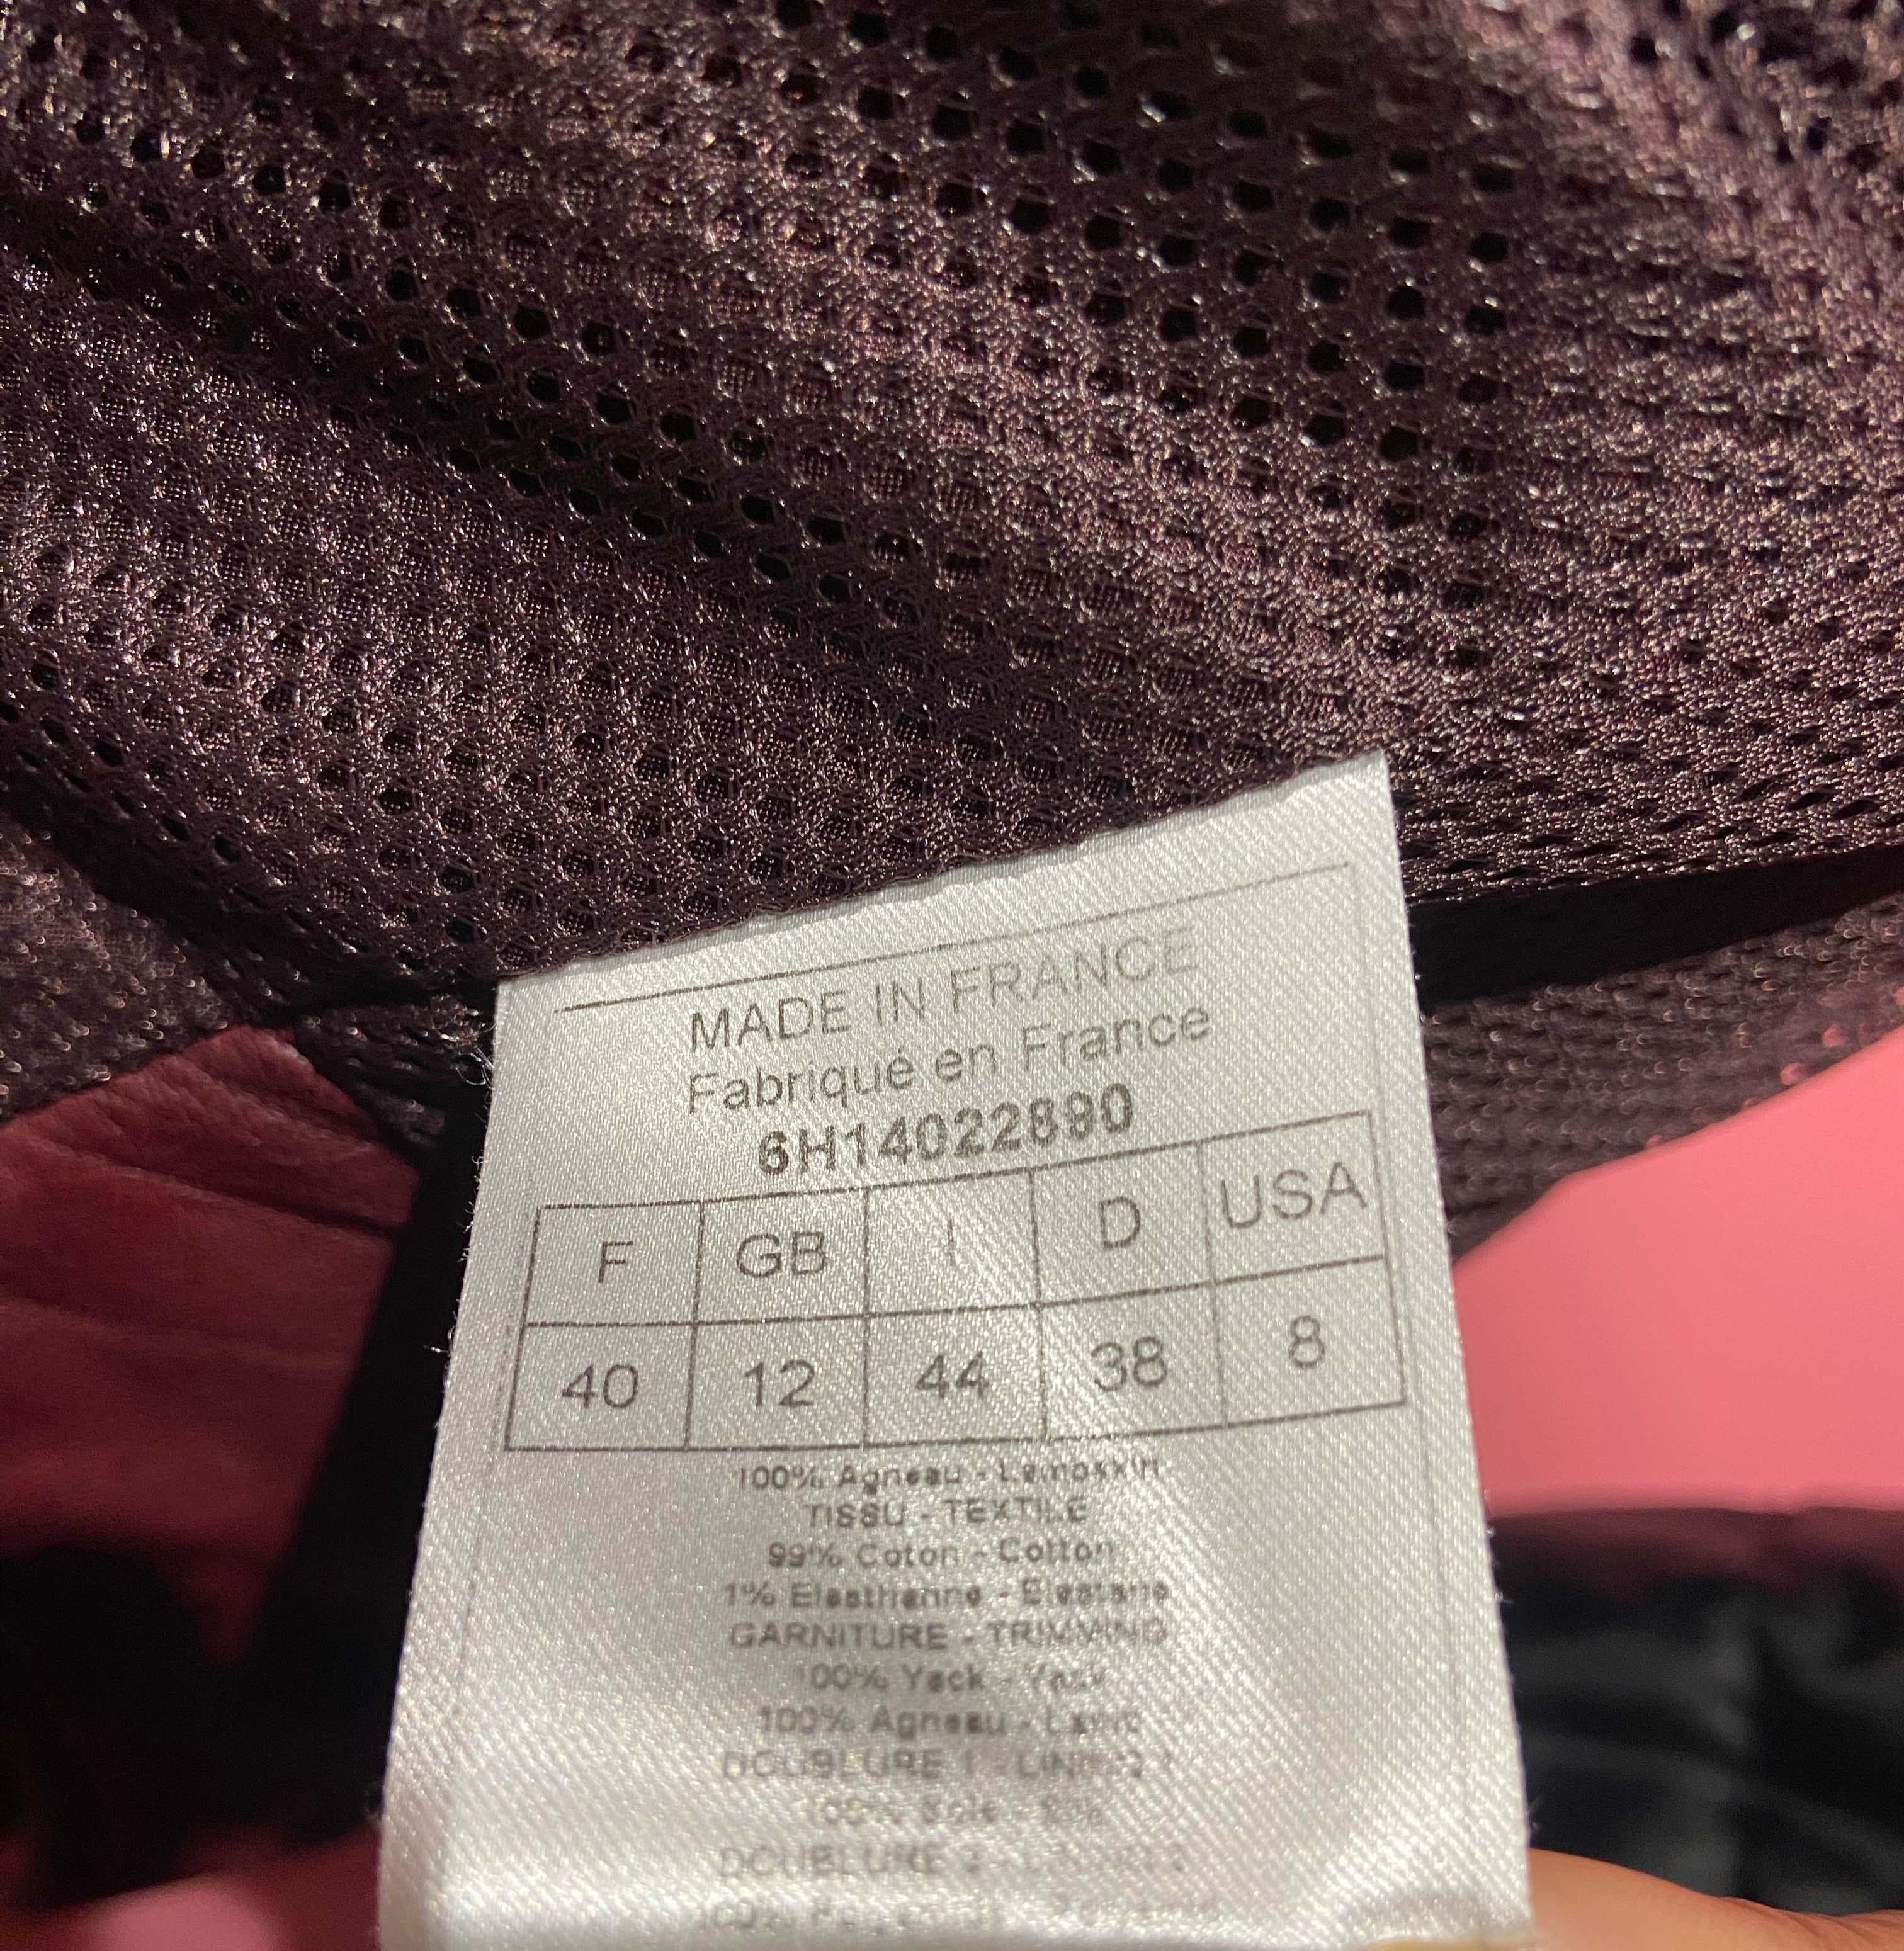 MADE IN FRANCE
Fabriqué en France
6H14022890
F GB I D USA
40 12 44 38 8
100% Agneau - Lambskin
TISSU - TEXTILE
99% Coton - Cotton
1% Elasthanne - Elastane
GARNITURE - TRIMMING
100% Yack - Yack
100% Agneau - Lamb
DOUBLURE 1 - LINING 1
100% Soie - Silk
DOUBLURE 2